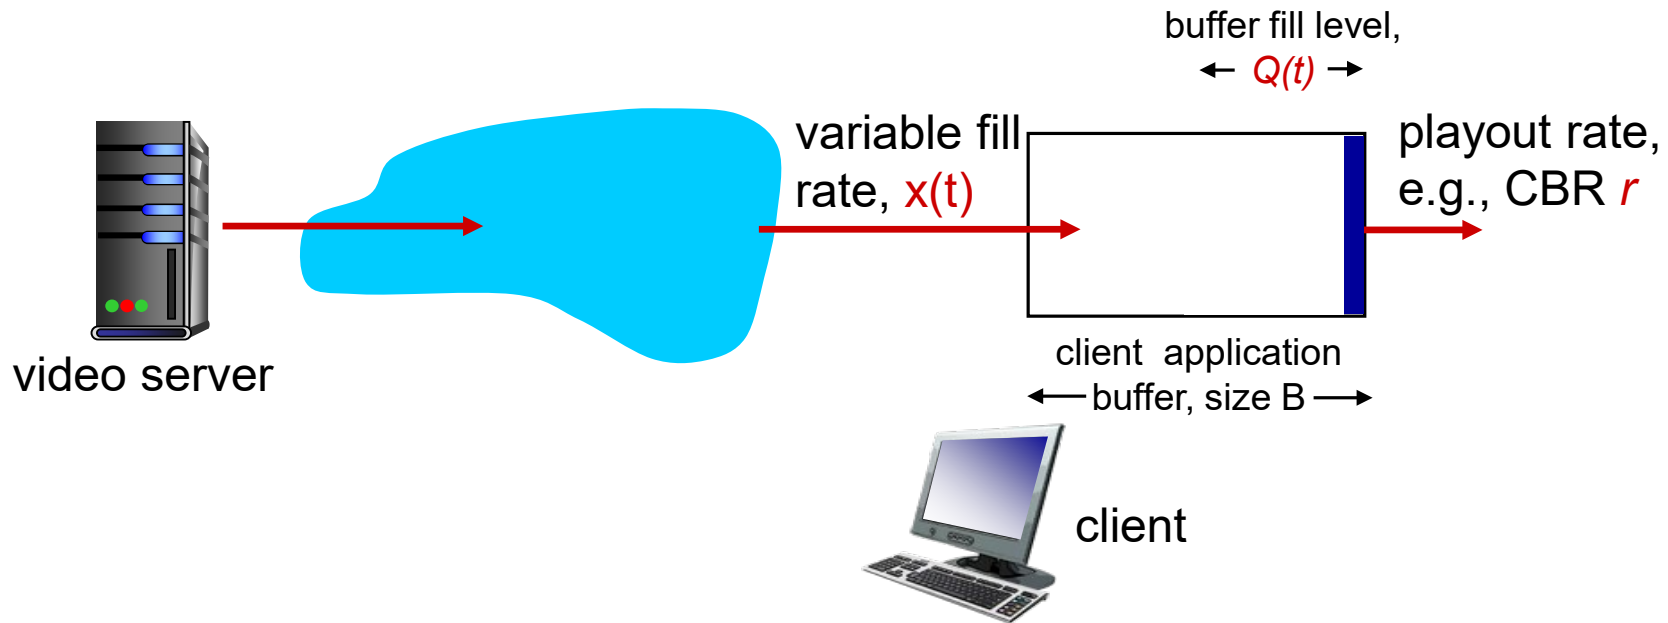 buffer fill level,
Q(t)
variable fill
rate, x(t)
playout rate,
e.g., CBR r
video server
client application
buffer, size B
client